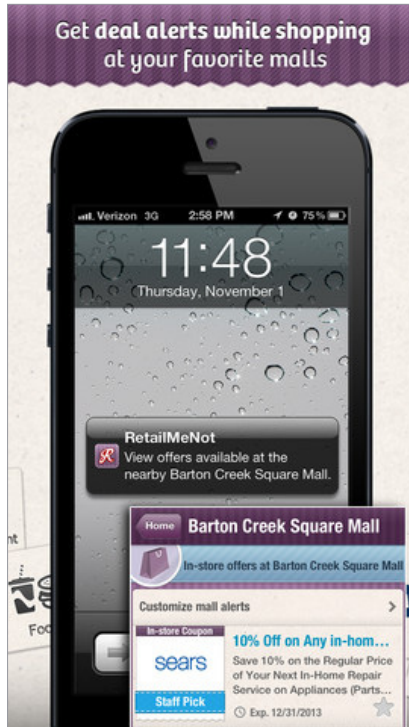 Get deal alerts while shopping
at your favorite malls
Verizon 3G 2:58 PM 75%
11:48
Thursday, November 1
RetailMeNot
R
View offers available at the
nearby Barton Creek Square Mall.
Home Barton Creek Square Mall
In-store offers at Barton Creek Square Mall
Customize mall alerts
In-store Coupon
sears
Staff Pick
10% Off on Any in-hom...
Save 10% on the Regular Price
of Your Next In-Home Repair
Service on Appliances (Parts...
Exp. 12/31/2013
nt
Foo